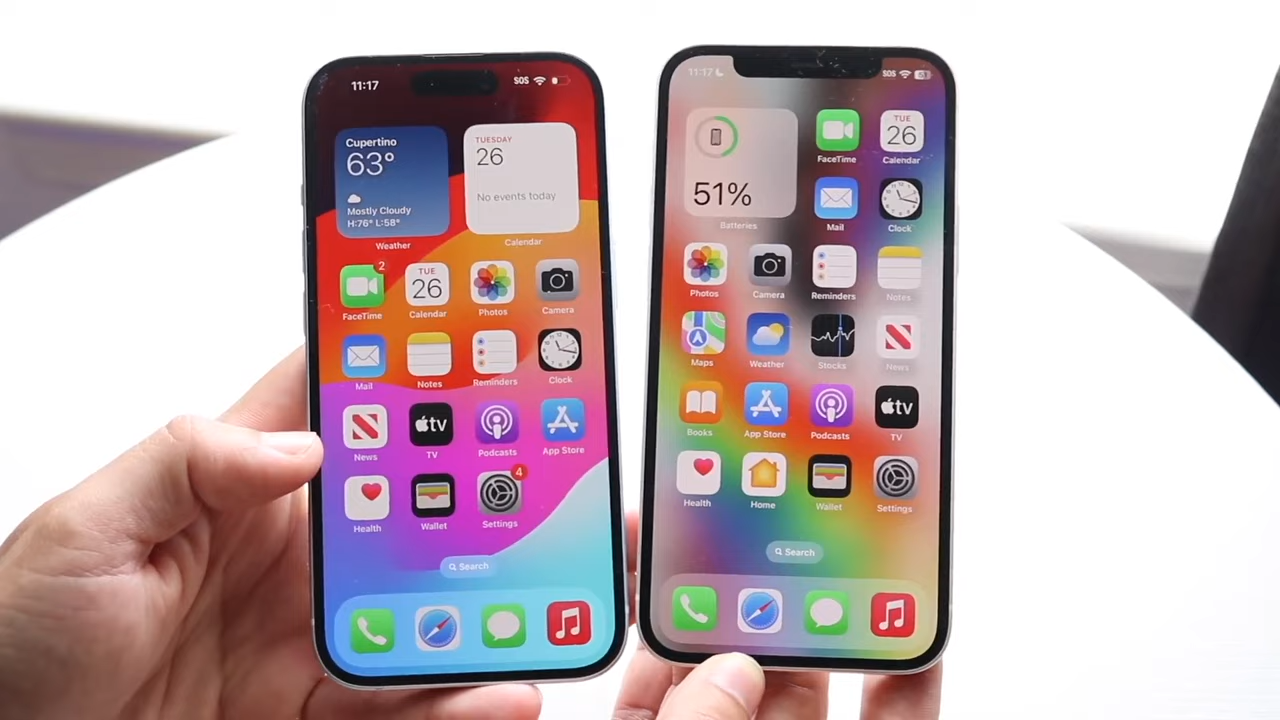 11:17
SOS
Cupertino
63°
Mostly Cloudy
H:76° L:58°
Weather
TUESDAY
26
No events today
Calendar
2
FaceTime
TUE
26
Calendar
Photos
Camera
Mail
Notes
Reminders
Clock
News
tv
TV
Podcasts
App Store
Health
Wallet
4
Settings
Search
11:17
SOS
51%
Batteries
FaceTime
TUE
26
Calendar
Mail
Clock
Photos
Camera
Reminders
Notes
Maps
Weather
Stocks
News
Books
App Store
Podcasts
tv
TV
Health
Home
Wallet
Settings
Search